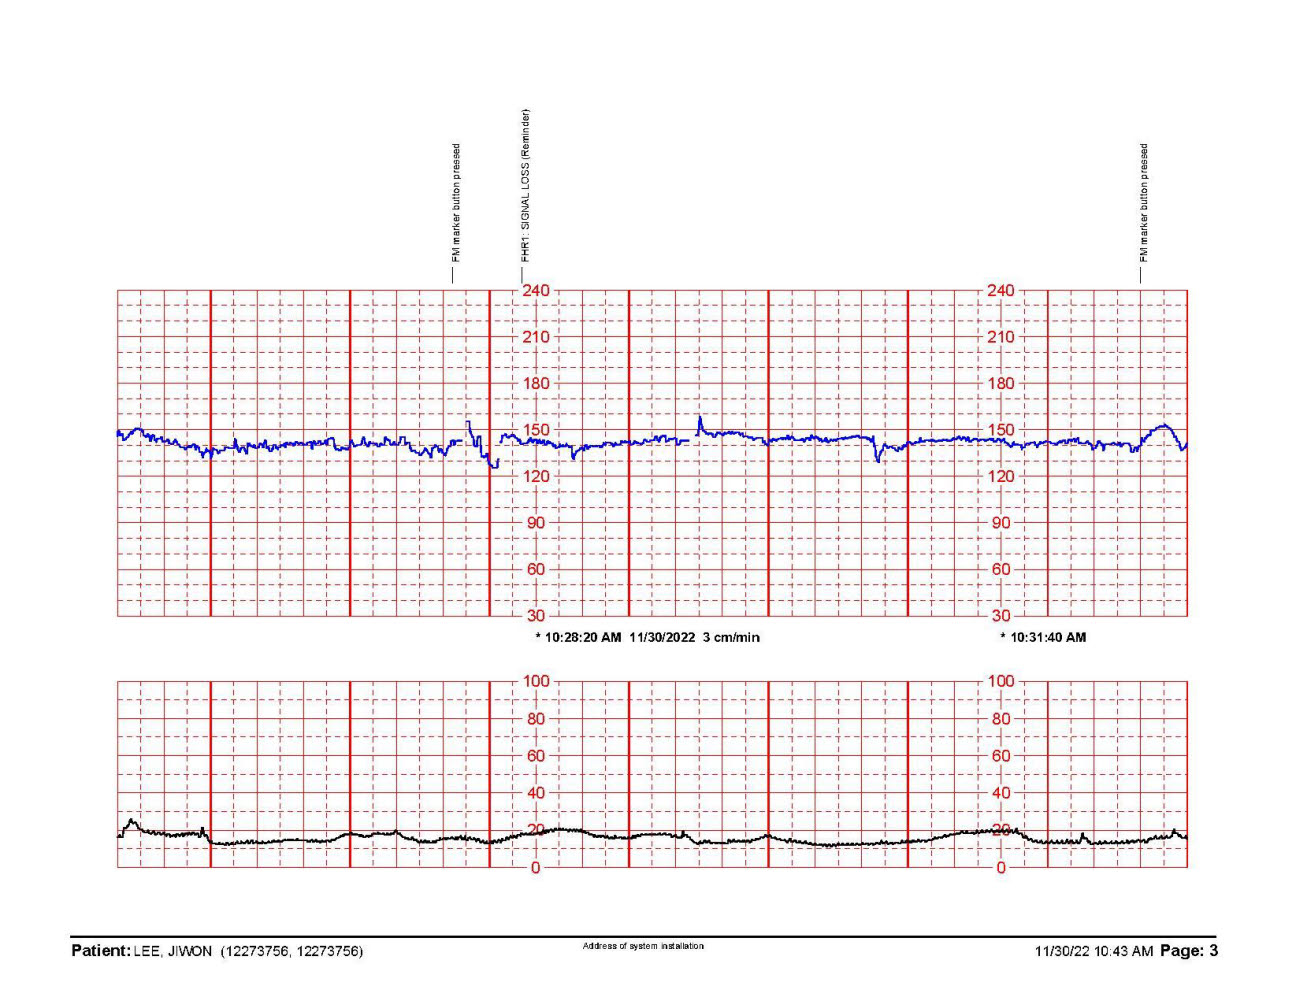 FM marker button pressed
FHR1: SIGNAL LOSS (Reminder)
FM marker button pressed
240 240
210 210
180 180
150 150
120 120
90 90
60 60
30 30
* 10:28:20 AM 11/30/2022 3 cm/min * 10:31:40 AM
100 100
80 80
60 60
40 40
20 20
0 0
Patient: LEE, JIWON (12273756, 12273756) Address of system installation 11/30/22 10:43 AM Page: 3